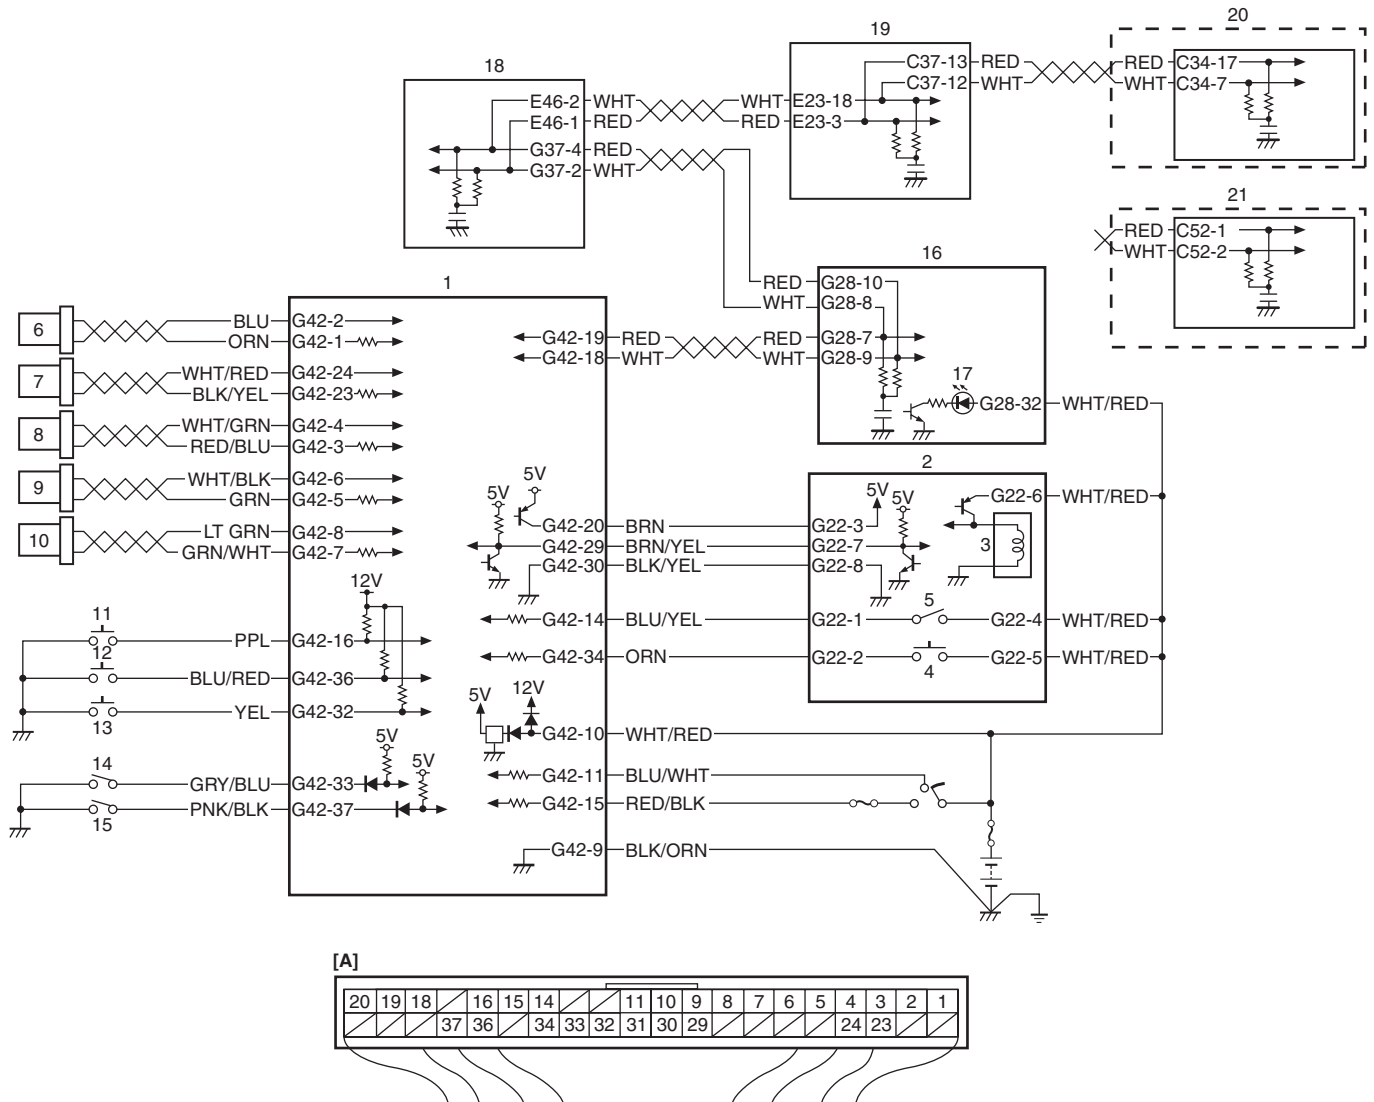 20
19
18
C37-13 RED RED C34-17
C37-12 WHT WHT C34-7
E46-2 WHT WHT E23-18
E46-1 RED RED E23-3
G37-4 RED
G37-2 WHT
21
RED C52-1
WHT C52-2
16
RED G28-10
WHT G28-8
1
6 BLU G42-2
ORN G42-1
G42-19 RED RED G28-7
G42-18 WHT WHT G28-9
7 WHT/RED G42-24
BLK/YEL G42-23
17
G28-32 WHT/RED
8 WHT/GRN G42-4
RED/BLU G42-3
2
9 WHT/BLK G42-6
GRN G42-5
5V 5V
5V 5V
G22-6 WHT/RED
10 LT GRN G42-8
GRN/WHT G42-7
G42-20 BRN G22-3
G42-29 BRN/YEL G22-7
3
G42-30 BLK/YEL G22-8
12V
11
5
PPL G42-16
G42-14 BLU/YEL G22-1 G22-4 WHT/RED
12
BLU/RED G42-36
G42-34 ORN G22-2 G22-5 WHT/RED
4
YEL G42-32
13
5V 12V
G42-10 WHT/RED
5V
5V
14
GRY/BLU G42-33
G42-11 BLU/WHT
PNK/BLK G42-37
15
G42-15 RED/BLK
G42-9 BLK/ORN
[A]
20 19 18 16 15 14 11 10 9 8 7 6 5 4 3 2 1
37 36 34 33 32 31 30 29 24 23